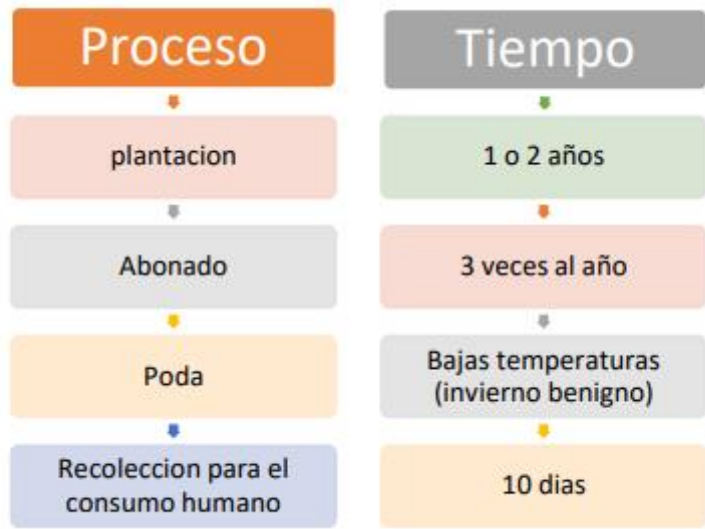 Proceso
plantacion
Abonado
Poda
Recoleccion para el
consumo humano
Tiempo
1 o 2 años
3 veces al año
Bajas temperaturas
(invierno benigno)
10 dias